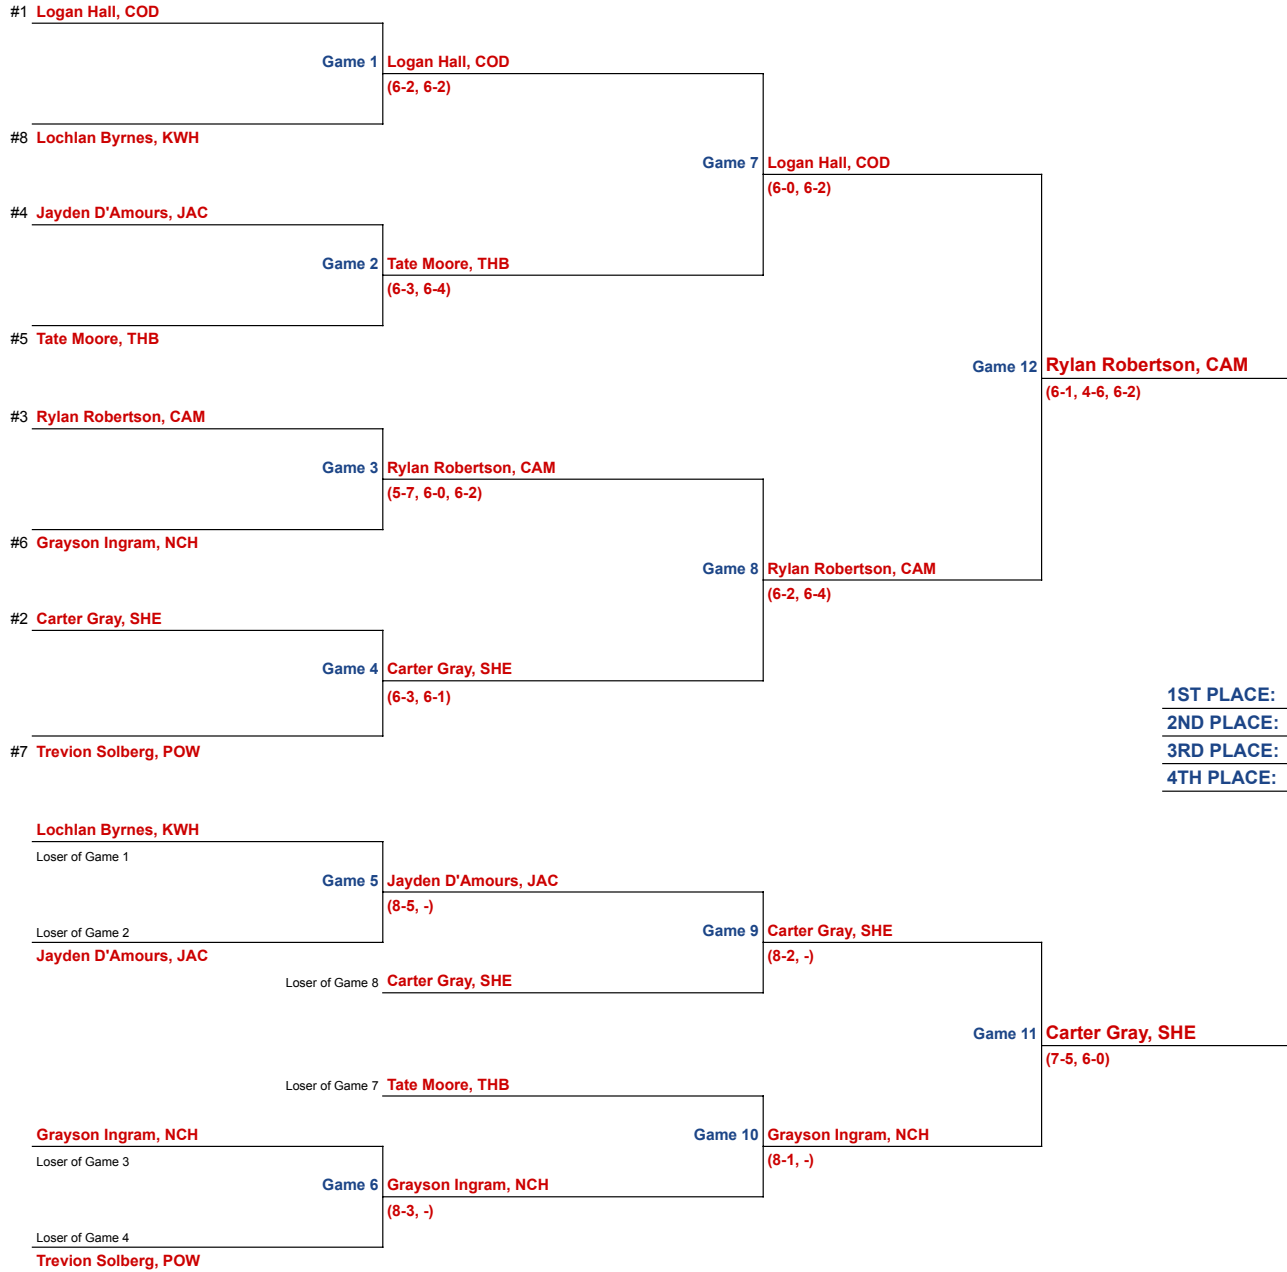 #1 Logan Hall, COD
Game 1 Logan Hall, COD
(6-2, 6-2)
#8 Lochlan Byrnes, KWH
Game 7 Logan Hall, COD
(6-0, 6-2)
#4 Jayden D'Amours, JAC
Game 2 Tate Moore, THB
(6-3, 6-4)
#5 Tate Moore, THB
Game 12 Rylan Robertson, CAM
(6-1, 4-6, 6-2)
#3 Rylan Robertson, CAM
Game 3 Rylan Robertson, CAM
(5-7, 6-0, 6-2)
#6 Grayson Ingram, NCH
Game 8 Rylan Robertson, CAM
(6-2, 6-4)
#2 Carter Gray, SHE
Game 4 Carter Gray, SHE
(6-3, 6-1)
#7 Trevion Solberg, POW
1ST PLACE:
2ND PLACE:
3RD PLACE:
4TH PLACE:
Lochlan Byrnes, KWH
Loser of Game 1
Game 5 Jayden D'Amours, JAC
(8-5, -)
Loser of Game 2
Jayden D'Amours, JAC
Game 9 Carter Gray, SHE
(8-2, -)
Loser of Game 8 Carter Gray, SHE
Game 11 Carter Gray, SHE
(7-5, 6-0)
Loser of Game 7 Tate Moore, THB
Grayson Ingram, NCH
Loser of Game 3
Game 10 Grayson Ingram, NCH
(8-1, -)
Game 6 Grayson Ingram, NCH
(8-3, -)
Loser of Game 4
Trevion Solberg, POW